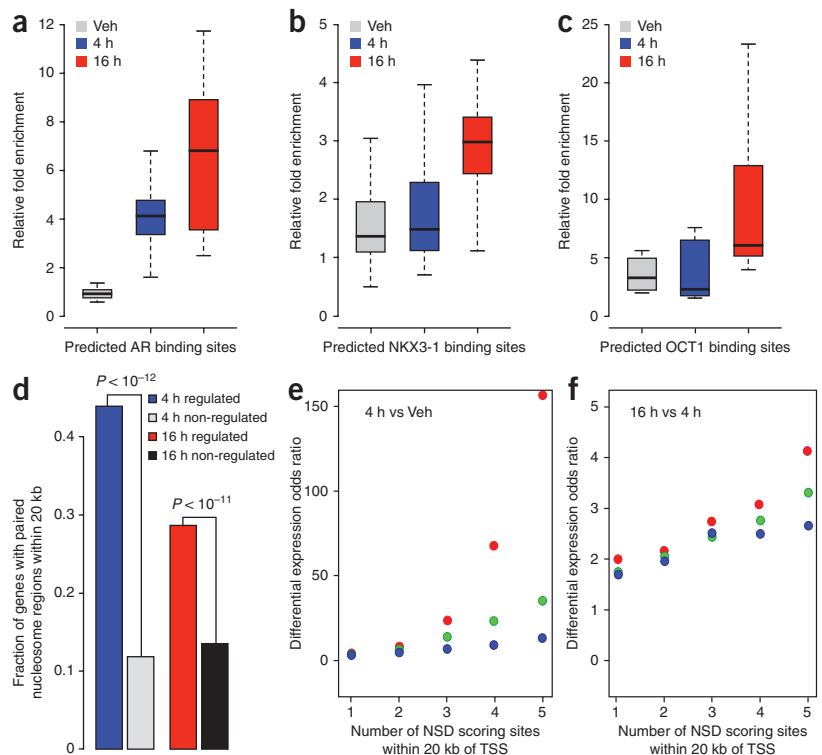 a
Veh
4 h
16 h
Relative fold enrichment
12
10
8
6
4
2
0
Predicted AR binding sites
b
Veh
4 h
16 h
Relative fold enrichment
5
4
3
2
1
0
Predicted NKX3-1 binding sites
c
Veh
4 h
16 h
Relative fold enrichment
25
20
15
10
5
0
Predicted OCT1 binding sites
d
P < 10−12
4 h regulated
4 h non-regulated
16 h regulated
16 h non-regulated
P < 10−11
Fraction of genes with paired
nucleosome regions within 20 kb
0.4
0.3
0.2
0.1
0
e
4 h vs Veh
Differential expression odds ratio
150
100
50
0
1 2 3 4 5
Number of NSD scoring sites
within 20 kb of TSS
f
16 h vs 4 h
Differential expression odds ratio
5
4
3
2
1
0
1 2 3 4 5
Number of NSD scoring sites
within 20 kb of TSS